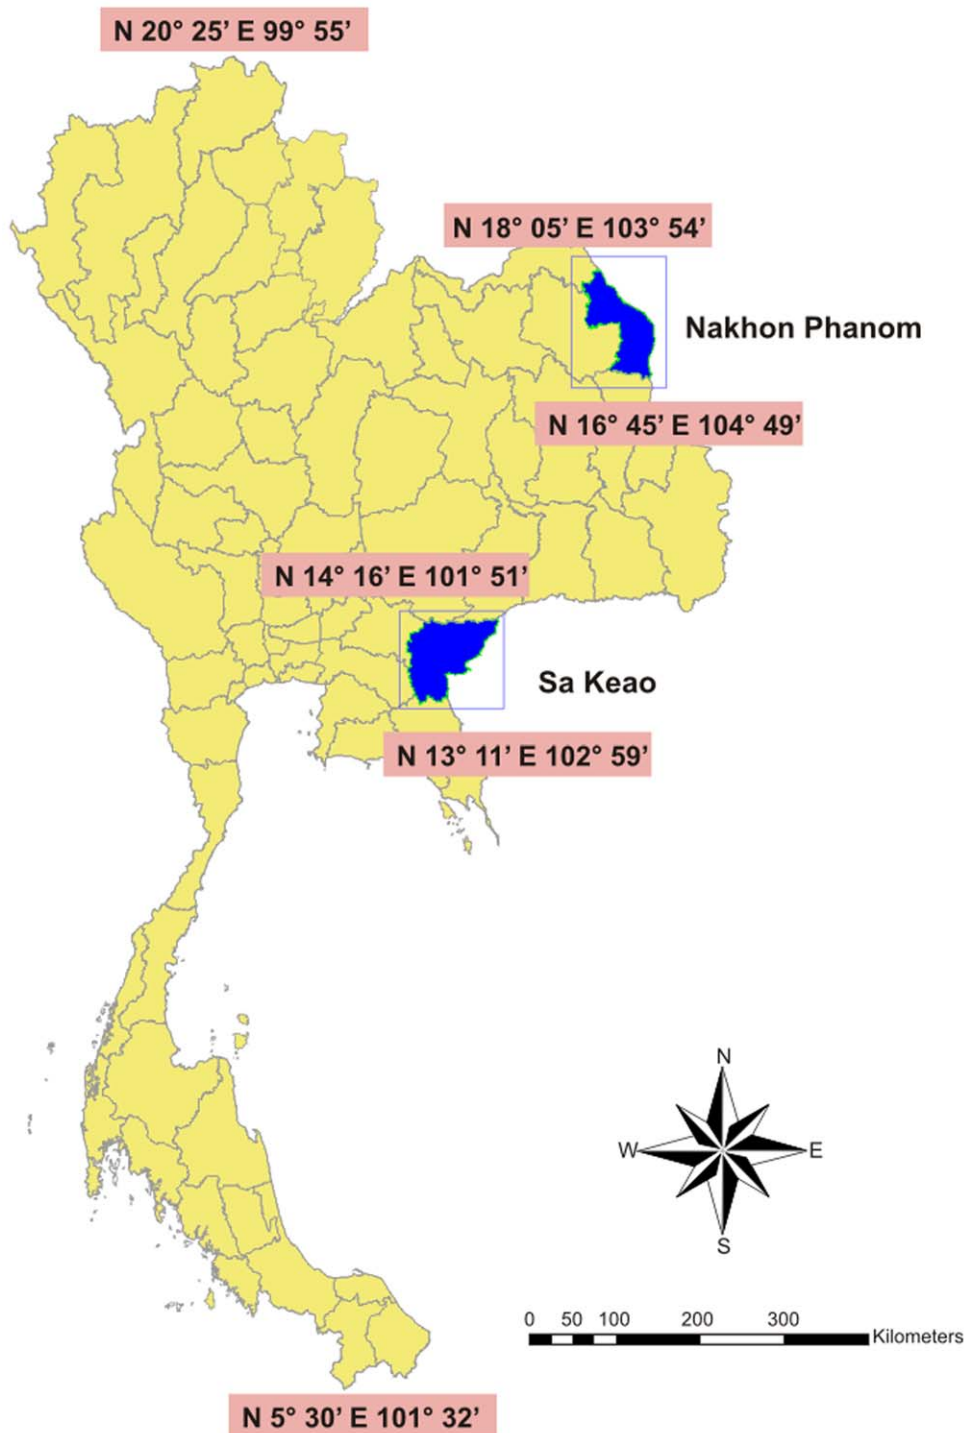 N 20° 25’ E 99° 55’
N 18° 05’ E 103° 54’
Nakhon Phanom
N 16° 45’ E 104° 49’
N 14° 16’ E 101° 51’
Sa Keao
N 13° 11’ E 102° 59’
N
W E
S
0 50 100 200 300
Kilometers
N 5° 30’ E 101° 32’